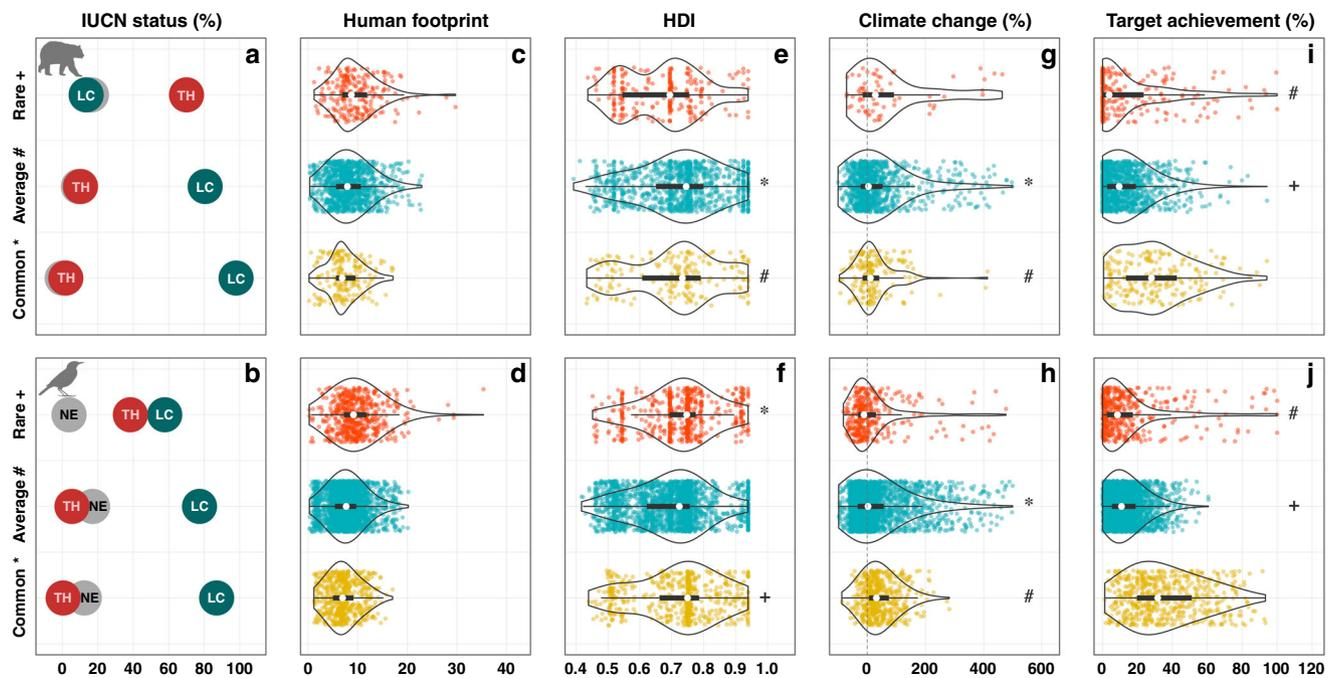 IUCN status (%) Human footprint HDI Climate change (%) Target achievement (%)
a c e g i
Rare + LC TH #
Average # TH LC * * +
Common * TH LC # #
b d f h j
Rare + NE TH LC * #
Average # TH NE LC * +
Common * TH NE LC + #
0 20 40 60 80 100 0 10 20 30 40 0.4 0.5 0.6 0.7 0.8 0.9 1.0 0 200 400 600 0 20 40 60 80 100 120